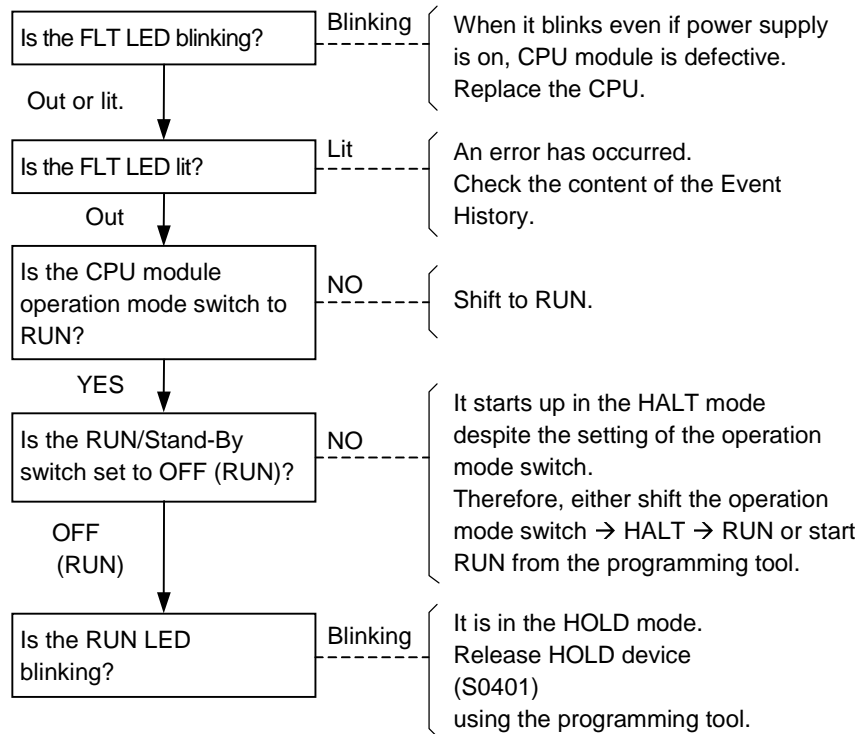 Is the FLT LED blinking?
Blinking
When it blinks even if power supply
is on, CPU module is defective.
Replace the CPU.
Out or lit.
Is the FLT LED lit?
Lit
An error has occurred.
Check the content of the Event
History.
Out
Is the CPU module
operation mode switch to
RUN?
NO
Shift to RUN.
YES
Is the RUN/Stand-By
switch set to OFF (RUN)?
NO
It starts up in the HALT mode
despite the setting of the operation
mode switch.
Therefore, either shift the operation
mode switch → HALT → RUN or start
RUN from the programming tool.
OFF
(RUN)
Is the RUN LED
blinking?
Blinking
It is in the HOLD mode.
Release HOLD device
(S0401)
using the programming tool.